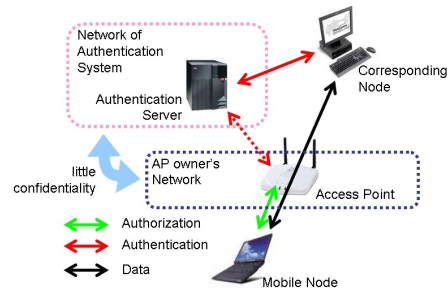 Network of
Authentication
System
Authentication
Server
Corresponding
Node
little
confidentiality
AP owner's
Network
Access Point
Authorization
Authentication
Data
Mobile Node